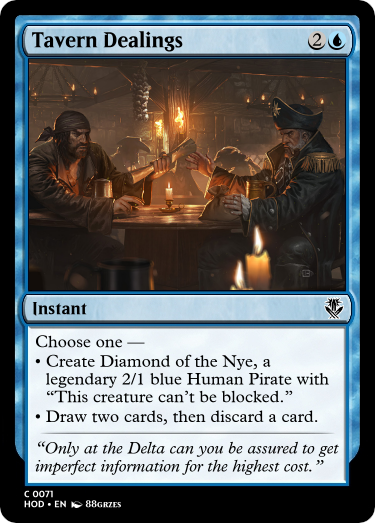 Tavern Dealings 2
Instant
Choose one —
• Create Diamond of the Nye, a
legendary 2/1 blue Human Pirate with
“This creature can’t be blocked.”
• Draw two cards, then discard a card.
“Only at the Delta can you be assured to get
imperfect information for the highest cost.”
C 0071
HOD • EN 88GRZES